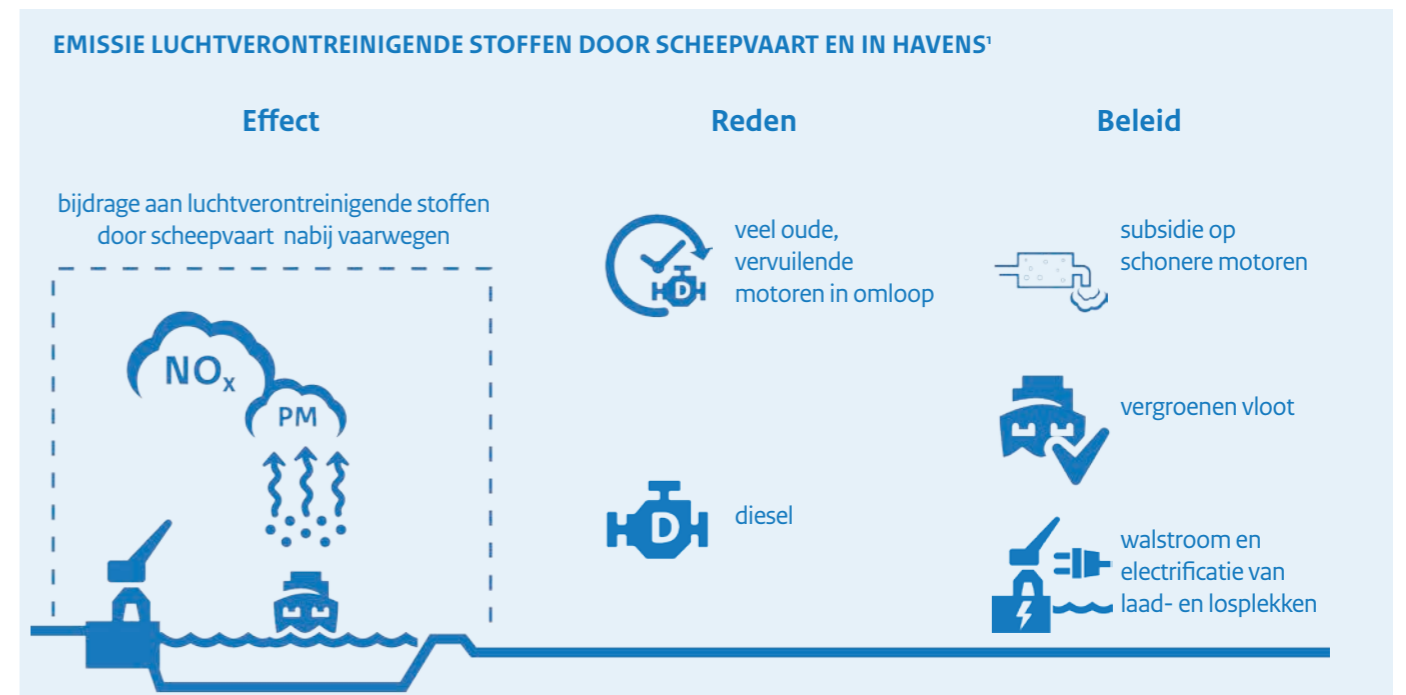 EMISSIE LUCHTVERONTREINIGENDE STOFFEN DOOR SCHEEPVAART EN IN HAVENS¹
Effect
bijdrage aan luchtverontreinigende stoffen
door scheepvaart nabij vaarwegen
NOx
PM
Reden
veel oude,
vervuilende
motoren in omloop
D
D
diesel
Beleid
subsidie op
schonere motoren
vergroenen vloot
walstroom en
electrificatie van
laad- en losplekken